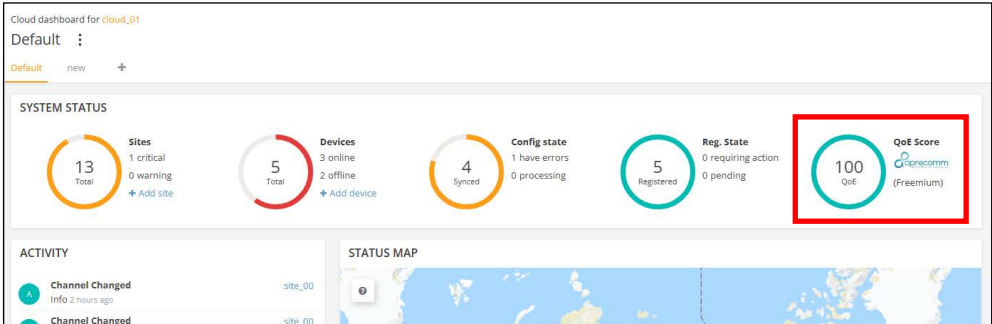 Cloud dashboard for cloud_01
Default
Default new +
SYSTEM STATUS
13
Total
Sites
1 critical
0 warning
+ Add site
5
Total
Devices
3 online
2 offline
+ Add device
4
Synced
Config state
1 have errors
0 processing
5
Registered
Reg. State
0 requiring action
0 pending
100
QoE
QoE Score
aprecomm
(Freemium)
ACTIVITY
A
Channel Changed
site_00
Info 2 hours ago
Channel Changed
site_00
STATUS MAP
?